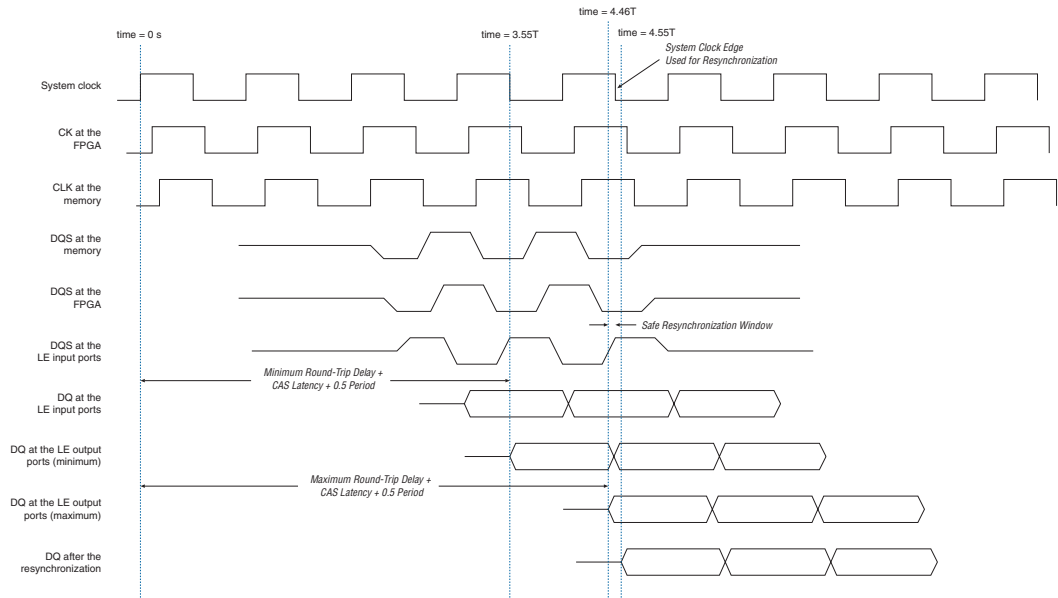 time = 4.46T
time = 0 s
time = 3.55T
time = 4.55T
System Clock Edge
Used for Resynchronization
System clock
CK at the
FPGA
CLK at the
memory
DQS at the
memory
DQS at the
FPGA
Safe Resynchronization Window
DQS at the
LE input ports
Minimum Round-Trip Delay +
CAS Latency + 0.5 Period
DQ at the
LE input ports
DQ at the LE output
ports (minimum)
Maximum Round-Trip Delay +
CAS Latency + 0.5 Period
DQ at the LE output
ports (maximum)
DQ after the
resynchronization